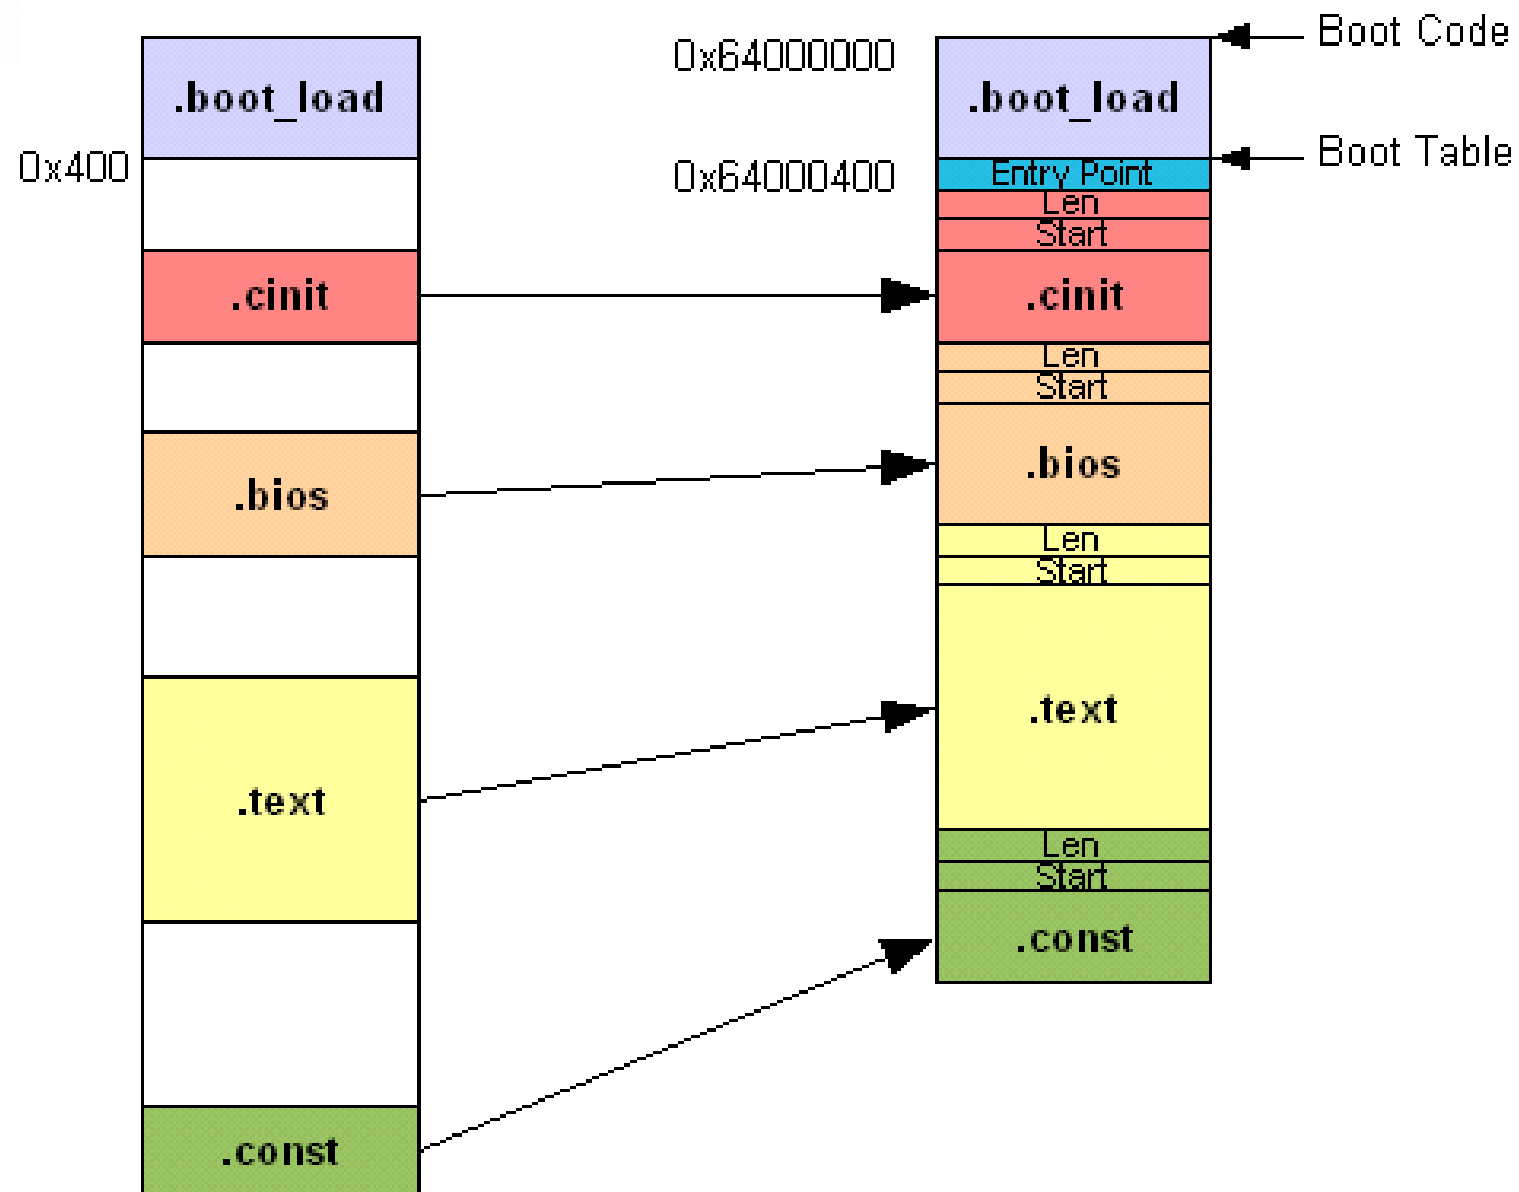 .boot_load
0x400
.cinit
.bios
.text
.const
0x64000000
0x64000400
.boot_load
Entry Point
Len
Start
.cinit
Len
Start
.bios
Len
Start
.text
Len
Start
.const
Boot Code
Boot Table